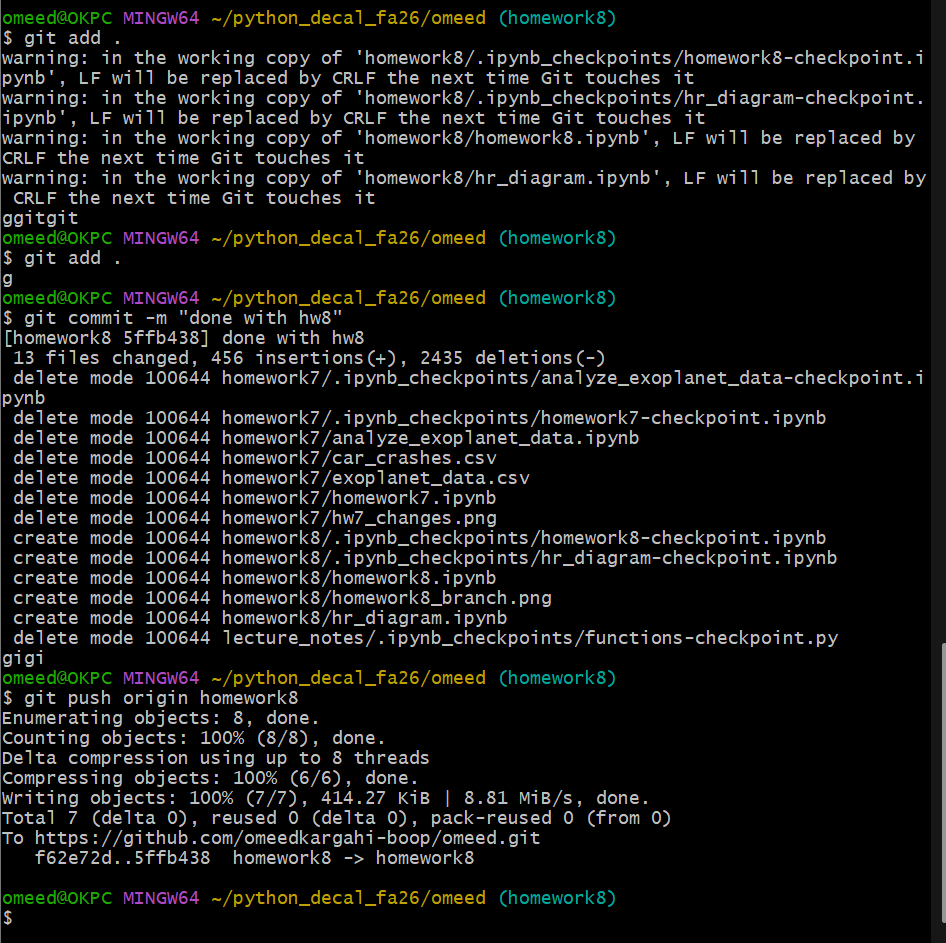 omeed@OKPC MINGW64 ~/python_decal_fa26/omeed (homework8)
$ git add .
warning: in the working copy of 'homework8/.ipynb_checkpoints/homework8-checkpoint.i
pynb', LF will be replaced by CRLF the next time Git touches it
warning: in the working copy of 'homework8/.ipynb_checkpoints/hr_diagram-checkpoint.
ipynb', LF will be replaced by CRLF the next time Git touches it
warning: in the working copy of 'homework8/homework8.ipynb', LF will be replaced by
CRLF the next time Git touches it
warning: in the working copy of 'homework8/hr_diagram.ipynb', LF will be replaced by
 CRLF the next time Git touches it
ggitgit
omeed@OKPC MINGW64 ~/python_decal_fa26/omeed (homework8)
$ git add .
g
omeed@OKPC MINGW64 ~/python_decal_fa26/omeed (homework8)
$ git commit -m "done with hw8"
[homework8 5ffb438] done with hw8
 13 files changed, 456 insertions(+), 2435 deletions(-)
 delete mode 100644 homework7/.ipynb_checkpoints/analyze_exoplanet_data-checkpoint.i
pynb
 delete mode 100644 homework7/.ipynb_checkpoints/homework7-checkpoint.ipynb
 delete mode 100644 homework7/analyze_exoplanet_data.ipynb
 delete mode 100644 homework7/car_crashes.csv
 delete mode 100644 homework7/exoplanet_data.csv
 delete mode 100644 homework7/homework7.ipynb
 delete mode 100644 homework7/hw7_changes.png
 create mode 100644 homework8/.ipynb_checkpoints/homework8-checkpoint.ipynb
 create mode 100644 homework8/.ipynb_checkpoints/hr_diagram-checkpoint.ipynb
 create mode 100644 homework8/homework8.ipynb
 create mode 100644 homework8/homework8_branch.png
 create mode 100644 homework8/hr_diagram.ipynb
 delete mode 100644 lecture_notes/.ipynb_checkpoints/functions-checkpoint.py
gigi
omeed@OKPC MINGW64 ~/python_decal_fa26/omeed (homework8)
$ git push origin homework8
Enumerating objects: 8, done.
Counting objects: 100% (8/8), done.
Delta compression using up to 8 threads
Compressing objects: 100% (6/6), done.
Writing objects: 100% (7/7), 414.27 KiB | 8.81 MiB/s, done.
Total 7 (delta 0), reused 0 (delta 0), pack-reused 0 (from 0)
To https://github.com/omeedkargahi-boop/omeed.git
   f62e72d..5ffb438  homework8 -> homework8

omeed@OKPC MINGW64 ~/python_decal_fa26/omeed (homework8)
$